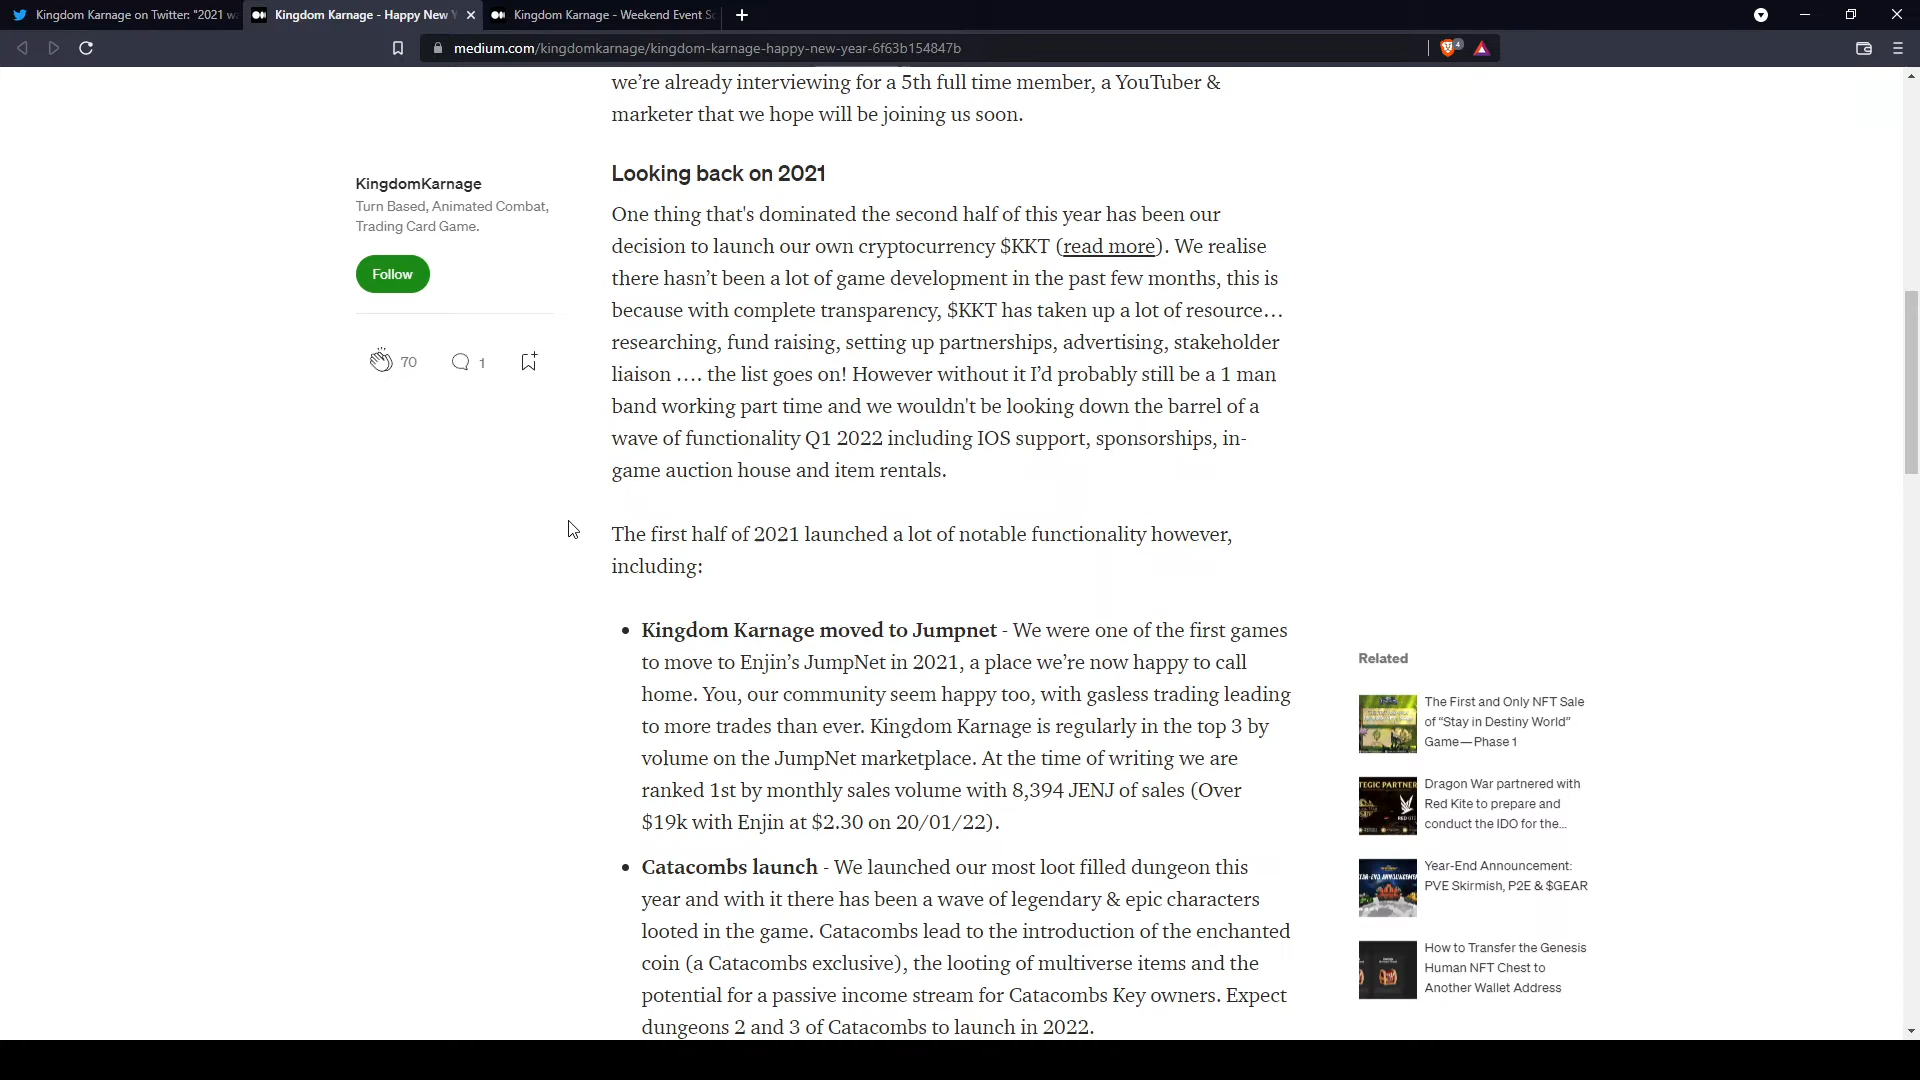 Kingdom Karnage on Twitter: "2021 w
Kingdom Karnage - Happy New Y
Kingdom Karnage - Weekend Event S
medium.com/kingdomkarnage/kingdom-karnage-happy-new-year-6f63b154847b
4
we’re already interviewing for a 5th full time member, a YouTuber &
marketer that we hope will be joining us soon.
KingdomKarnage
Turn Based, Animated Combat,
Trading Card Game.
Follow
70
1
Looking back on 2021
One thing that's dominated the second half of this year has been our
decision to launch our own cryptocurrency $KKT (read more). We realise
there hasn’t been a lot of game development in the past few months, this is
because with complete transparency, $KKT has taken up a lot of resource…
researching, fund raising, setting up partnerships, advertising, stakeholder
liaison …. the list goes on! However without it I’d probably still be a 1 man
band working part time and we wouldn't be looking down the barrel of a
wave of functionality Q1 2022 including IOS support, sponsorships, in-
game auction house and item rentals.
The first half of 2021 launched a lot of notable functionality however,
including:
• Kingdom Karnage moved to Jumpnet - We were one of the first games
to move to Enjin’s JumpNet in 2021, a place we’re now happy to call
home. You, our community seem happy too, with gasless trading leading
to more trades than ever. Kingdom Karnage is regularly in the top 3 by
volume on the JumpNet marketplace. At the time of writing we are
ranked 1st by monthly sales volume with 8,394 JENJ of sales (Over
$19k with Enjin at $2.30 on 20/01/22).
• Catacombs launch - We launched our most loot filled dungeon this
year and with it there has been a wave of legendary & epic characters
looted in the game. Catacombs lead to the introduction of the enchanted
coin (a Catacombs exclusive), the looting of multiverse items and the
potential for a passive income stream for Catacombs Key owners. Expect
dungeons 2 and 3 of Catacombs to launch in 2022.
Related
The First and Only NFT Sale
of “Stay in Destiny World”
Game—Phase 1
Dragon War partnered with
Red Kite to prepare and
conduct the IDO for the…
Year-End Announcement:
PVE Skirmish, P2E & $GEAR
How to Transfer the Genesis
Human NFT Chest to
Another Wallet Address